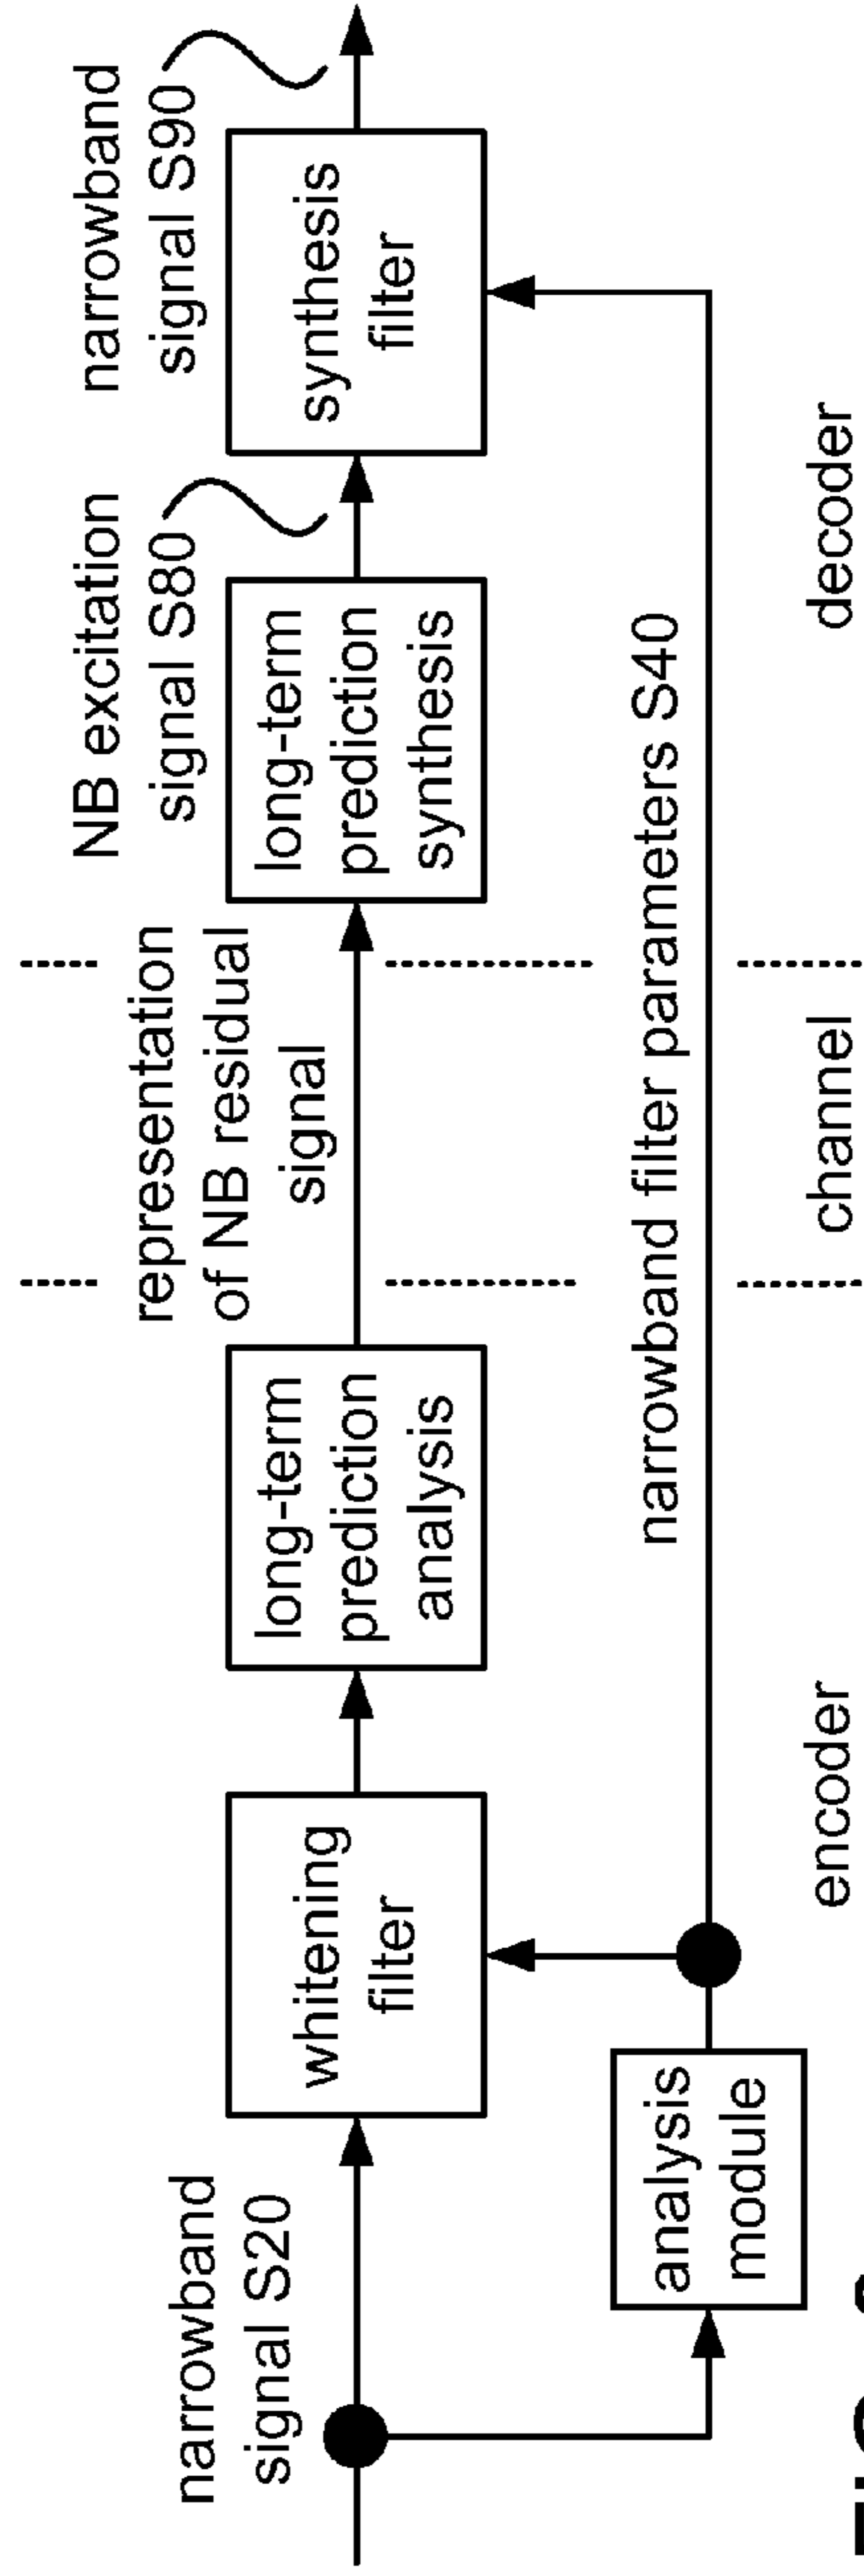 narrowband
signal S20
whitening
filter
long-term
prediction
analysis
representation
of NB residual
signal
long-term
prediction
synthesis
NB excitation
signal S80
synthesis
filter
narrowband
signal S90
analysis
module
narrowband filter parameters S40
encoder
channel
decoder